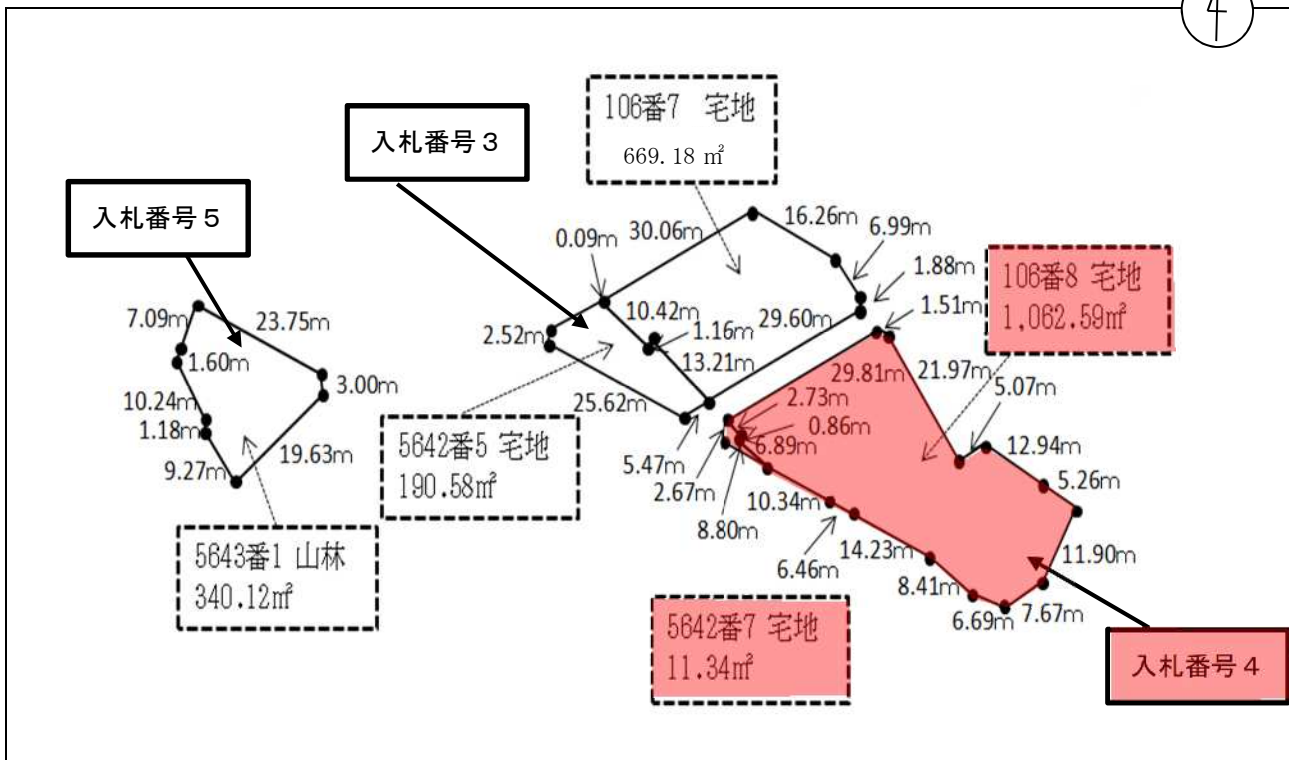 4
106番7 宅地
669.18 ㎡
入札番号３
入札番号５
16.26m
6.99m
30.06m
0.09m
1.88m
106番8 宅地
1,062.59㎡
7.09m
23.75m
2.52m
10.42m
1.16m
29.60m
1.51m
1.60m
13.21m
29.81m
21.97m
5.07m
3.00m
10.24m
25.62m
2.73m
0.86m
12.94m
1.18m
5642番5 宅地
190.58㎡
5.47m
6.89m
5.26m
9.27m
19.63m
2.67m
10.34m
8.80m
6.46m
14.23m
11.90m
5643番1 山林
340.12㎡
8.41m
6.69m
7.67m
5642番7 宅地
11.34㎡
入札番号４